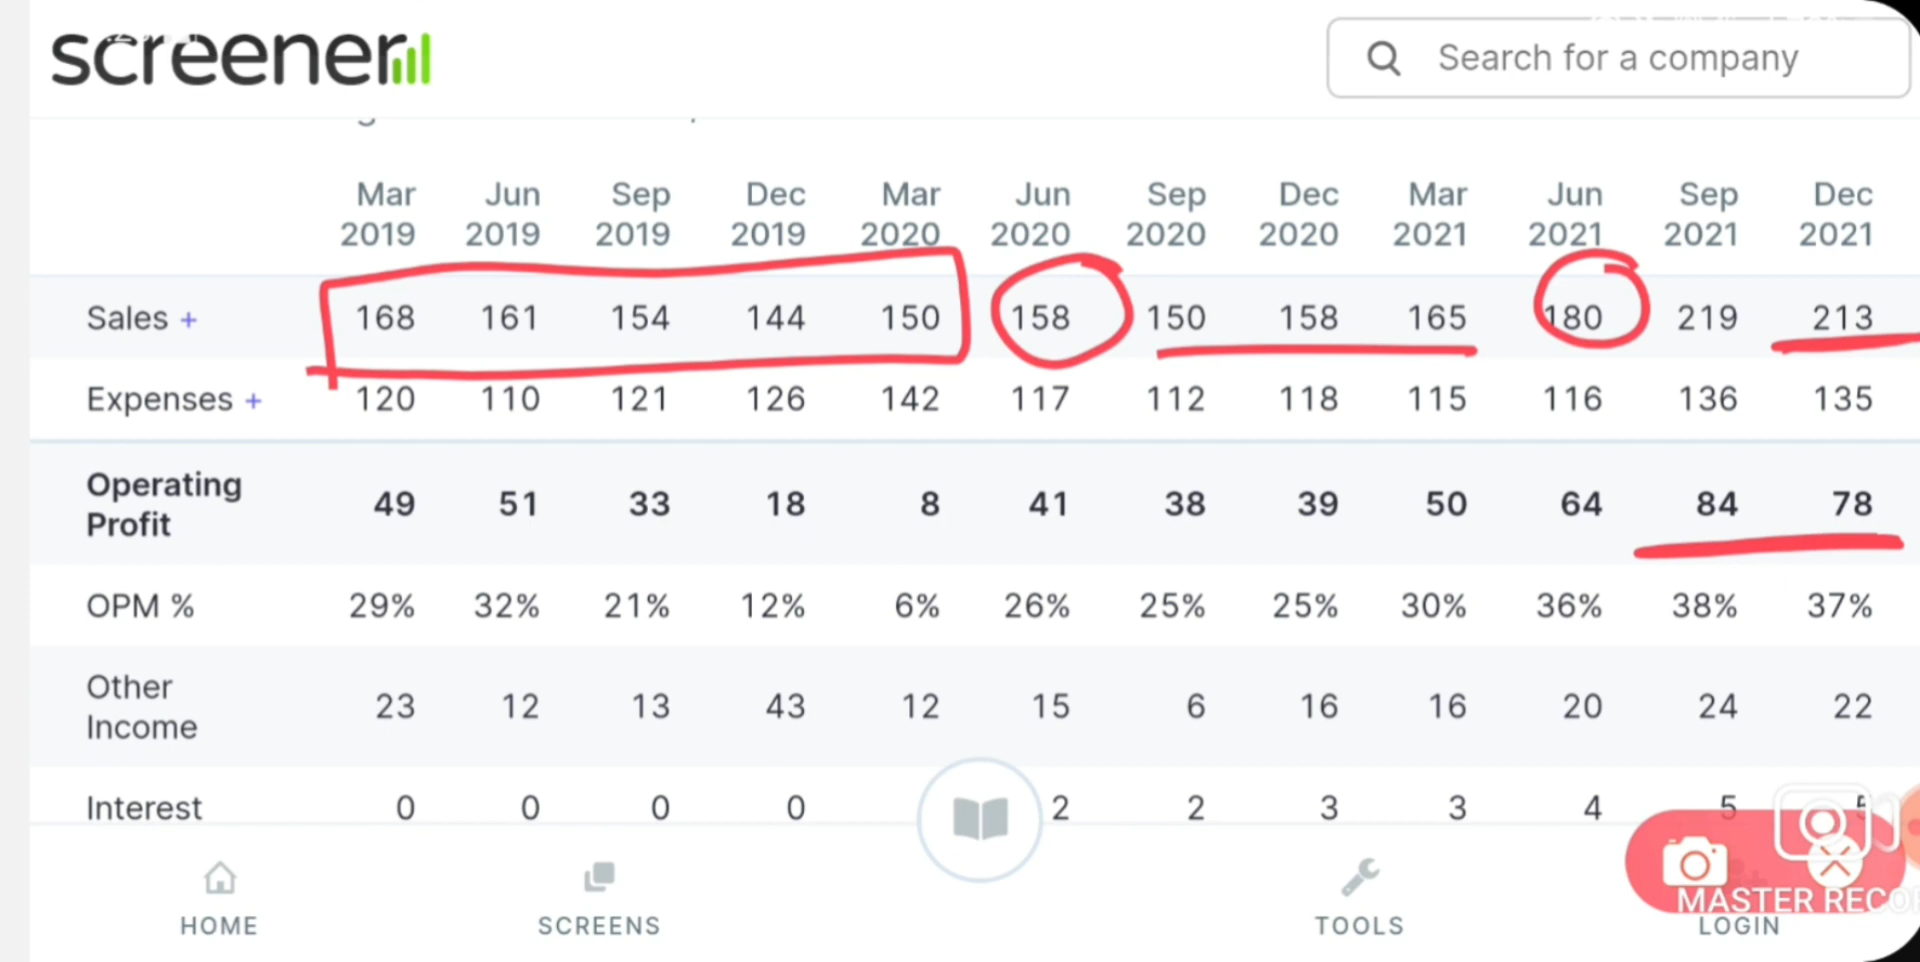 screener
Search for a company
Mar 2019 Jun 2019 Sep 2019 Dec 2019 Mar 2020 Jun 2020 Sep 2020 Dec 2020 Mar 2021 Jun 2021 Sep 2021 Dec 2021
Sales + 168 161 154 144 150 158 150 158 165 180 219 213
Expenses + 120 110 121 126 142 117 112 118 115 116 136 135
Operating Profit 49 51 33 18 8 41 38 39 50 64 84 78
OPM % 29% 32% 21% 12% 6% 26% 25% 25% 30% 36% 38% 37%
Other Income 23 12 13 43 12 15 6 16 16 20 24 22
Interest 0 0 0 0 2 2 3 3 4 5 5
MASTER
HOME SCREENS TOOLS LOGIN